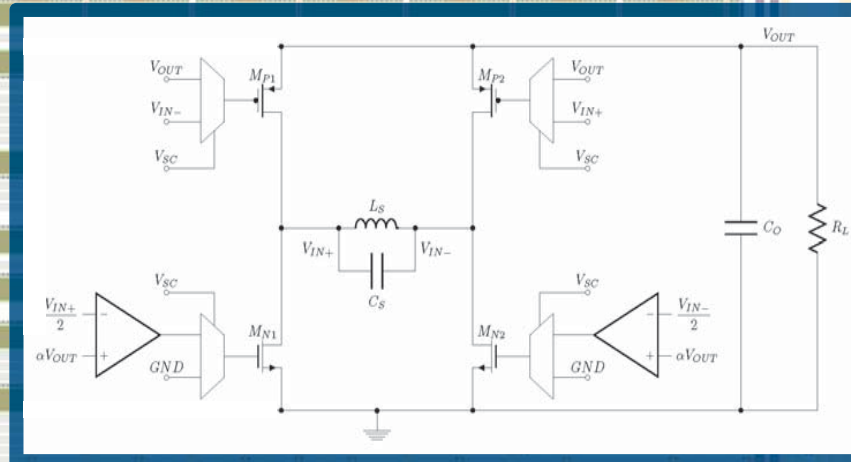 V_OUT
V_OUT
M_P1
M_P2
V_OUT
V_IN−
V_IN+
V_SC
V_SC
L_S
C_O
R_L
V_IN+
V_IN−
C_S
V_SC
V_SC
V_IN+
2
−
M_N1
M_N2
−
V_IN−
2
αV_OUT
+
+
αV_OUT
GND
GND